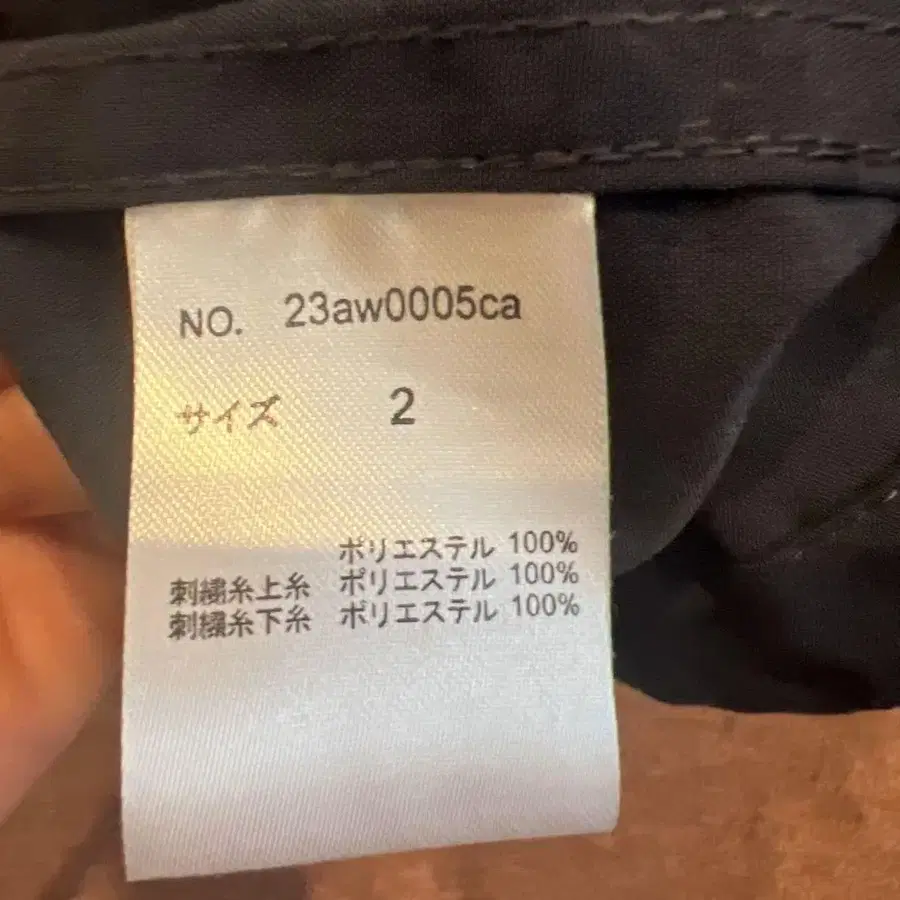 NO. 23aw0005ca
サイズ 2
ポリエステル 100%
刺繍糸上糸 ポリエステル 100%
刺繍糸下糸 ポリエステル 100%